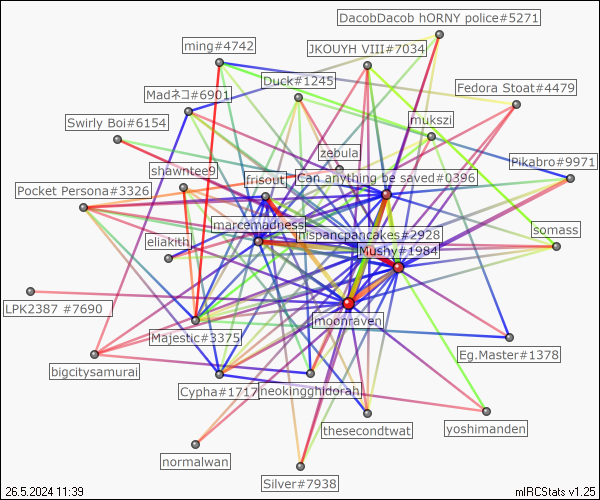 DacobDacob hORNY police#5271
ming#4742
JKOUYH VIII#7034
Duck#1245
Fedora Stoat#4479
Madネコ#6901
mukszi
Swirly Boi#6154
zebula
Pikabro#9971
shawntee9
frisout
Can anything be saved#0396
Pocket Persona#3326
marcemadness
somass
hispancpancakes#2928
eliakith
Mushy#1984
LPK2387 #7690
moonraven
Majestic#3375
Eg.Master#1378
bigcitysamurai
Cypha#1717
neokingghidorah
thesecondtwat
yoshimanden
normalwan
Silver#7938
26.5.2024 11:39
mIRCStats v1.25